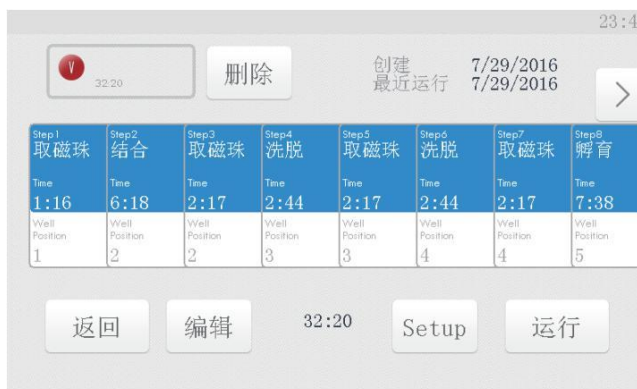 23:4
V
32:20
删除
创建 7/29/2016
最近运行 7/29/2016
>
Step1 Step2 Step3 Step4 Step5 Step6 Step7 Step8
取磁珠 结合 取磁珠 洗脱 取磁珠 洗脱 取磁珠 孵育
Time Time Time Time Time Time Time Time
1:16 6:18 2:17 2:44 2:17 2:44 2:17 7:38
Well Well Well Well Well Well Well Well
Position Position Position Position Position Position Position Position
1 2 2 3 3 4 4 5
返回 编辑 32:20 Setup 运行